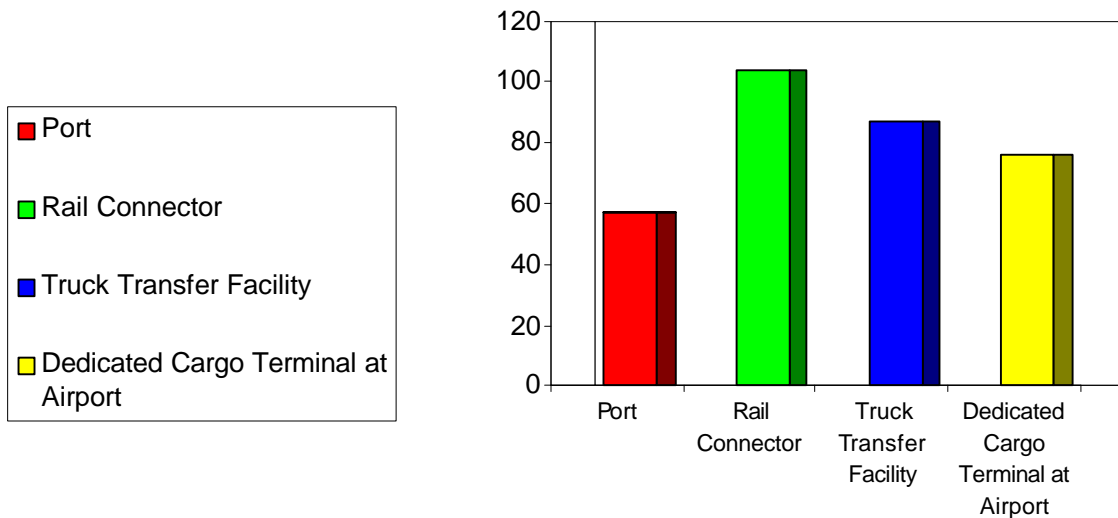 Port
Rail Connector
Truck Transfer Facility
Dedicated Cargo Terminal at
Airport
120
100
80
60
40
20
0
Port
Rail
Connector
Truck
Transfer
Facility
Dedicated
Cargo
Terminal at
Airport